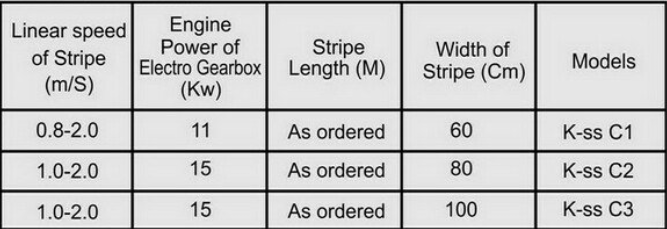 Linear speed
of Stripe
(m/S)
Engine
Power of
Electro Gearbox
(Kw)
Stripe
Length (M)
Width of
Stripe (Cm)
Models
0.8-2.0
11
As ordered
60
K-ss C1
1.0-2.0
15
As ordered
80
K-ss C2
1.0-2.0
15
As ordered
100
K-ss C3